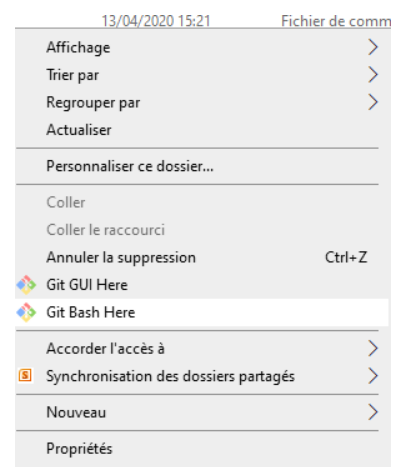 13/04/2020 15:21 Fichier de comm
Affichage
Trier par
Regrouper par
Actualiser
Personnaliser ce dossier...
Coller
Coller le raccourci
Annuler la suppression Ctrl+Z
Git GUI Here
Git Bash Here
Accorder l'accès à
S Synchronisation des dossiers partagés
Nouveau
Propriétés